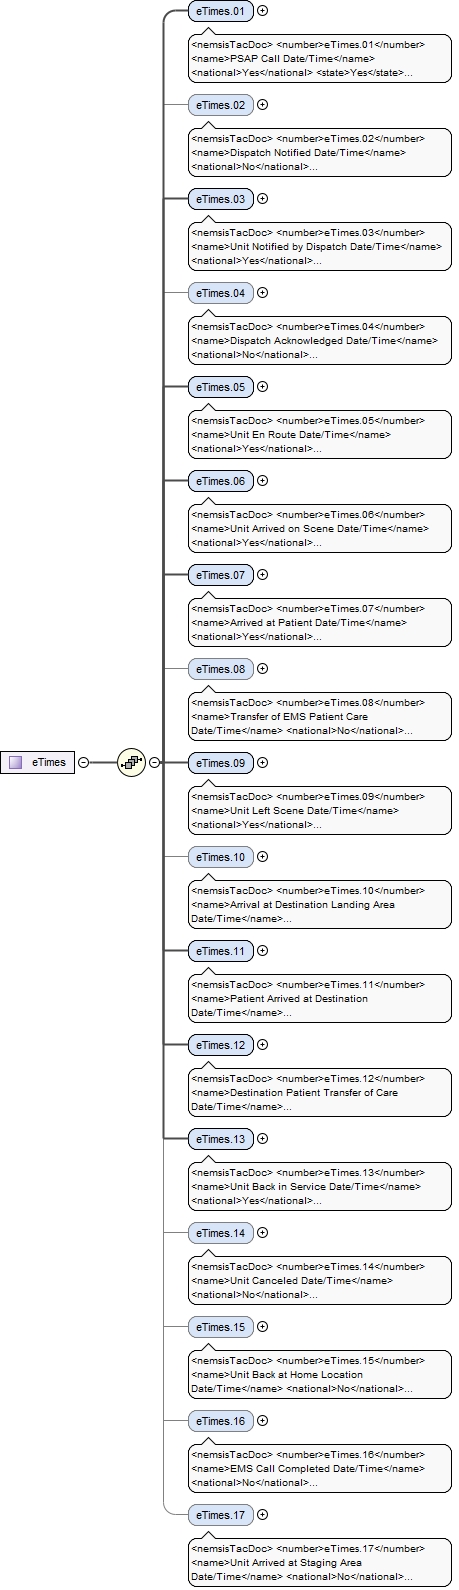 eTimes.01
<nemsisTacDoc> <number>eTimes.01</number>
<name>PSAP Call Date/Time</name>
<national>Yes</national> <state>Yes</state>...
eTimes.02
<nemsisTacDoc> <number>eTimes.02</number>
<name>Dispatch Notified Date/Time</name>
<national>No</national>...
eTimes.03
<nemsisTacDoc> <number>eTimes.03</number>
<name>Unit Notified by Dispatch Date/Time</name>
<national>Yes</national>...
eTimes.04
<nemsisTacDoc> <number>eTimes.04</number>
<name>Dispatch Acknowledged Date/Time</name>
<national>No</national>...
eTimes.05
<nemsisTacDoc> <number>eTimes.05</number>
<name>Unit En Route Date/Time</name>
<national>Yes</national>...
eTimes.06
<nemsisTacDoc> <number>eTimes.06</number>
<name>Unit Arrived on Scene Date/Time</name>
<national>Yes</national>...
eTimes.07
<nemsisTacDoc> <number>eTimes.07</number>
<name>Arrived at Patient Date/Time</name>
<national>Yes</national>...
eTimes.08
<nemsisTacDoc> <number>eTimes.08</number>
<name>Transfer of EMS Patient Care
Date/Time</name> <national>No</national>...
eTimes
eTimes.09
<nemsisTacDoc> <number>eTimes.09</number>
<name>Unit Left Scene Date/Time</name>
<national>Yes</national>...
eTimes.10
<nemsisTacDoc> <number>eTimes.10</number>
<name>Arrival at Destination Landing Area
Date/Time</name>...
eTimes.11
<nemsisTacDoc> <number>eTimes.11</number>
<name>Patient Arrived at Destination
Date/Time</name>...
eTimes.12
<nemsisTacDoc> <number>eTimes.12</number>
<name>Destination Patient Transfer of Care
Date/Time</name>...
eTimes.13
<nemsisTacDoc> <number>eTimes.13</number>
<name>Unit Back in Service Date/Time</name>
<national>Yes</national>...
eTimes.14
<nemsisTacDoc> <number>eTimes.14</number>
<name>Unit Canceled Date/Time</name>
<national>No</national>...
eTimes.15
<nemsisTacDoc> <number>eTimes.15</number>
<name>Unit Back at Home Location
Date/Time</name> <national>No</national>...
eTimes.16
<nemsisTacDoc> <number>eTimes.16</number>
<name>EMS Call Completed Date/Time</name>
<national>No</national>...
eTimes.17
<nemsisTacDoc> <number>eTimes.17</number>
<name>Unit Arrived at Staging Area
Date/Time</name> <national>No</national>...